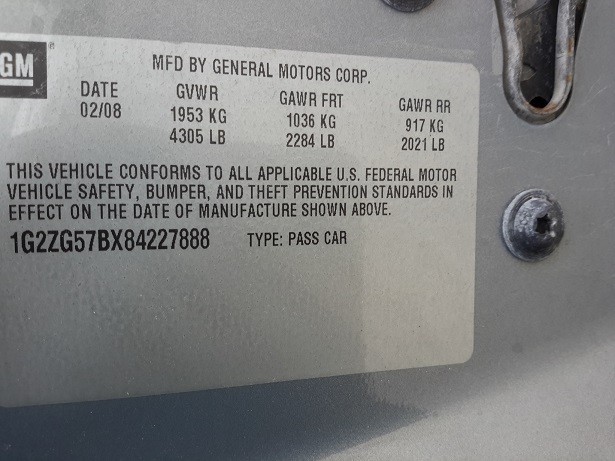 GM
®
MFD BY GENERAL MOTORS CORP.
DATE GVWR GAWR FRT GAWR RR
02/08 1953 KG 1036 KG 917 KG
4305 LB 2284 LB 2021 LB
THIS VEHICLE CONFORMS TO ALL APPLICABLE U.S. FEDERAL MOTOR
VEHICLE SAFETY, BUMPER, AND THEFT PREVENTION STANDARDS IN
EFFECT ON THE DATE OF MANUFACTURE SHOWN ABOVE.
1G2ZG57BX84227888 TYPE: PASS CAR